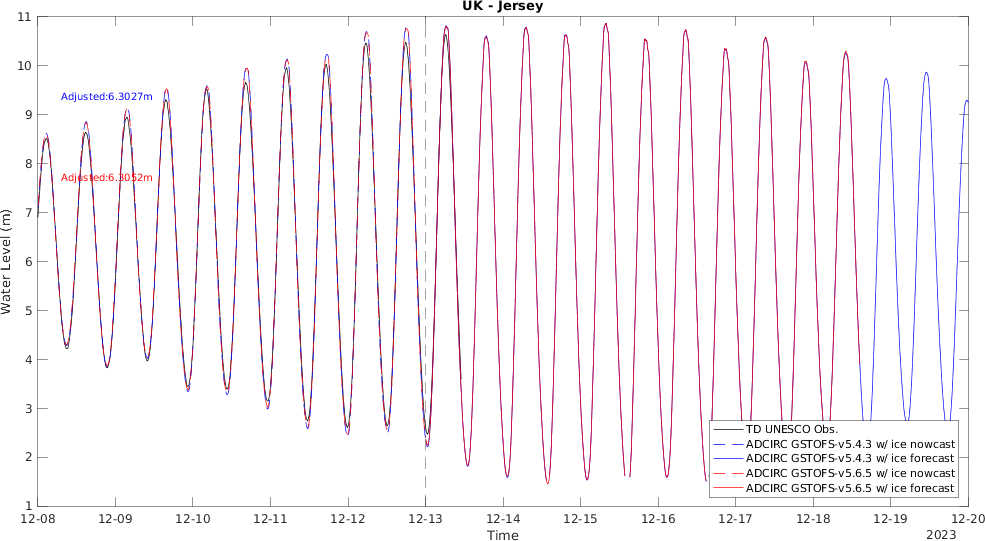 UK - Jersey
11
10
9
8
7
6
5
4
3
2
1
Water Level (m)
Adjusted:6.3027m
Adjusted:6.3052m
TD UNESCO Obs.
ADCIRC GSTOFS-v5.4.3 w/ ice nowcast
ADCIRC GSTOFS-v5.4.3 w/ ice forecast
ADCIRC GSTOFS-v5.6.5 w/ ice nowcast
ADCIRC GSTOFS-v5.6.5 w/ ice forecast
12-08 12-09 12-10 12-11 12-12 12-13 12-14 12-15 12-16 12-17 12-18 12-19 12-20
Time
2023